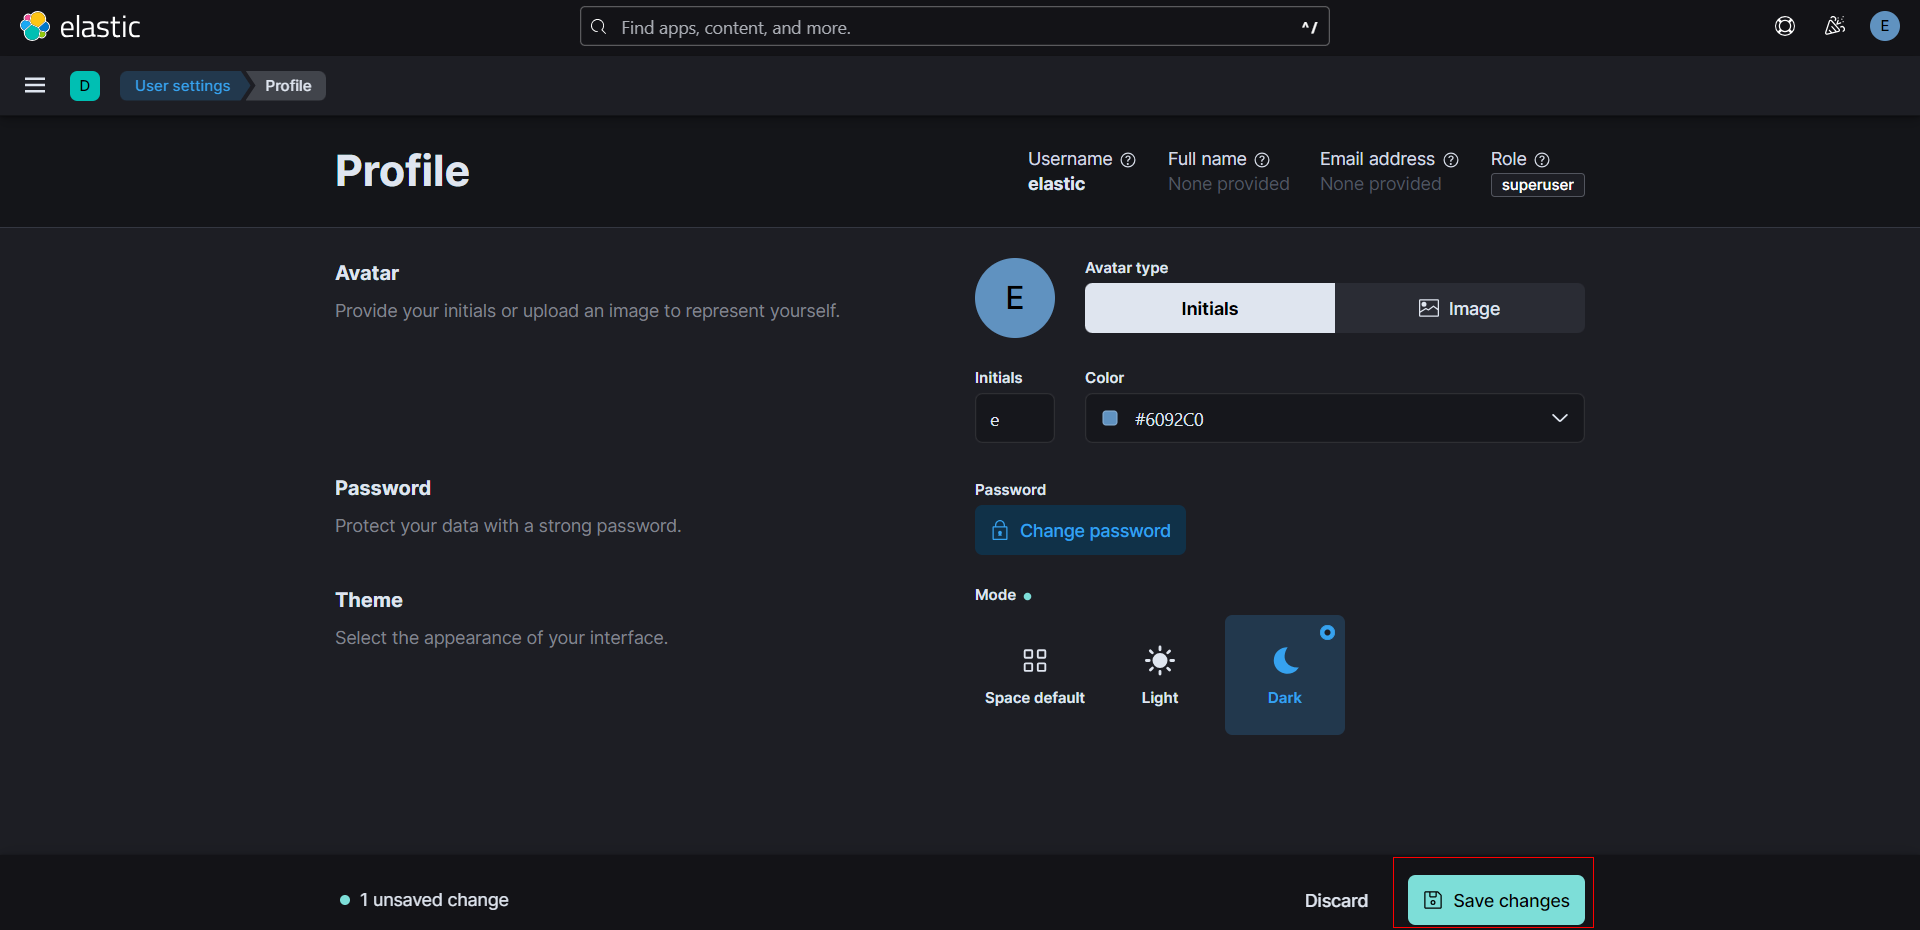 elastic
Find apps, content, and more.
^/
E
D
User settings
Profile
Profile
Username
elastic
Full name
None provided
Email address
None provided
Role
superuser
Avatar
Provide your initials or upload an image to represent yourself.
E
Avatar type
Initials
Image
Initials
e
Color
#6092C0
Password
Protect your data with a strong password.
Password
Change password
Theme
Select the appearance of your interface.
Mode
Space default
Light
Dark
1 unsaved change
Discard
Save changes